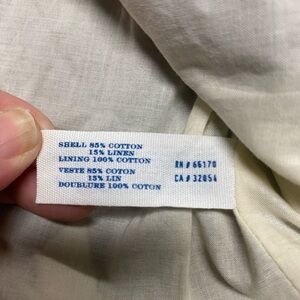 SHELL 85% COTTON
15% LINEN
LINING 100% COTTON
VESTE 85% COTON
15% LIN
DOUBLURE 100% COTON
RN # 66170
CA # 32054